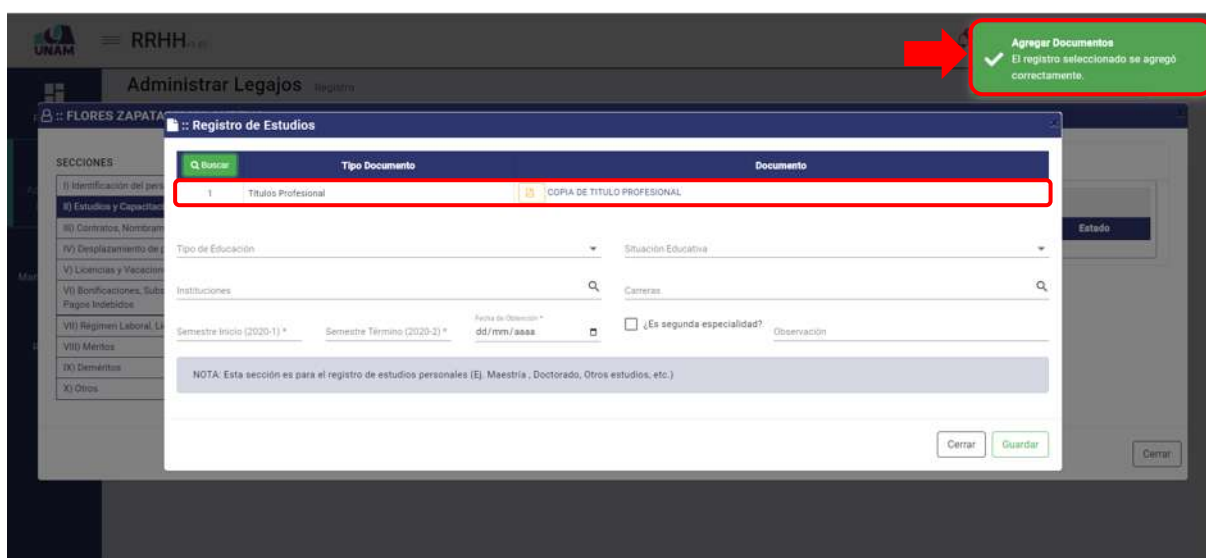 UNAM
RRHH
Agregar Documentos
El registro seleccionado se agregó
correctamente.
Administrar Legajos Registro
:: FLORES ZAPATA
:: Registro de Estudios
SECCIONES
Buscar Tipo Documento Documento
1 Títulos Profesional COPIA DE TITULO PROFESIONAL
I) Identificación del pers
II) Estudios y Capacitac
III) Contratos, Nombram
IV) Desplazamiento de p
V) Licencias y Vacacion
VI) Bonificaciones, Subs
Pagos Indebidos
VII) Régimen Laboral, Li
VIII) Méritos
IX) Deméritos
X) Otros
Estado
Tipo de Educación Situación Educativa
Instituciones Carreras
Semestre Inicio (2020-1) * Semestre Término (2020-2) * Fecha de Obtención * dd/mm/aaaa ¿Es segunda especialidad? Observación
NOTA: Esta sección es para el registro de estudios personales (Ej. Maestría , Doctorado, Otros estudios, etc.)
Cerrar Guardar
Cerrar